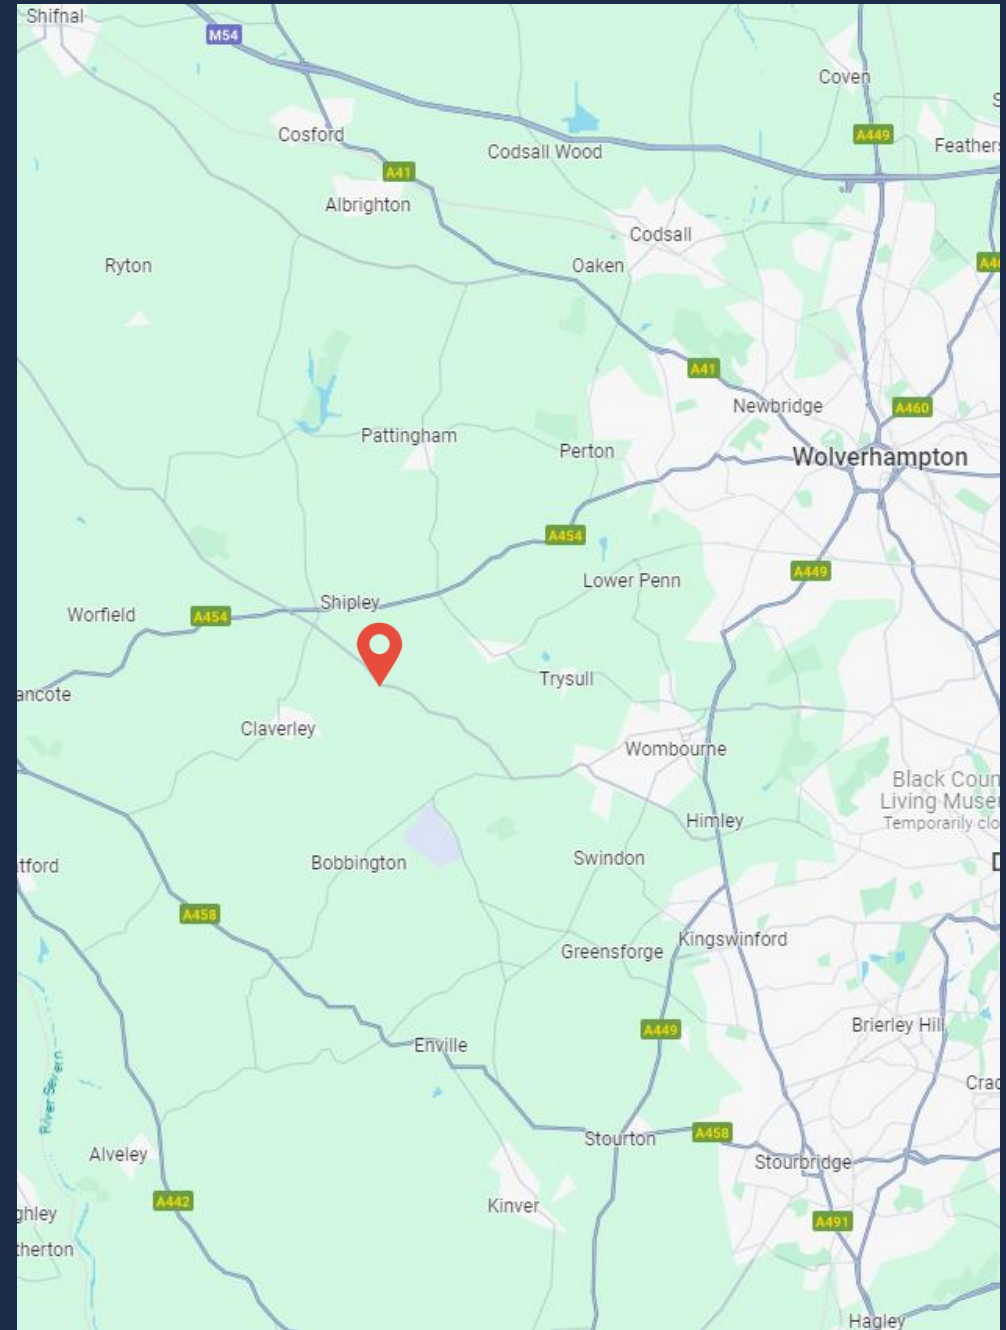 Shifnal
M54
Coven
A449
Cosford
Codsall Wood
Feather
A41
Albrighton
Codsall
Ryton
Oaken
A41
Newbridge
A460
Pattingham
Perton
Wolverhampton
A454
A449
Lower Penn
Shipley
Worfield
A454
Trysull
ancote
Claverley
Wombourne
Black Coun
Living Muse
Temporarily clo
Himley
Bobbington
Swindon
tford
A458
Kingswinford
Greensforge
Brierley Hill
A449
Enville
River Severn
Crad
Stourton
A458
Alveley
Stourbridge
A442
Kinver
ghley
A491
therton
Hagley